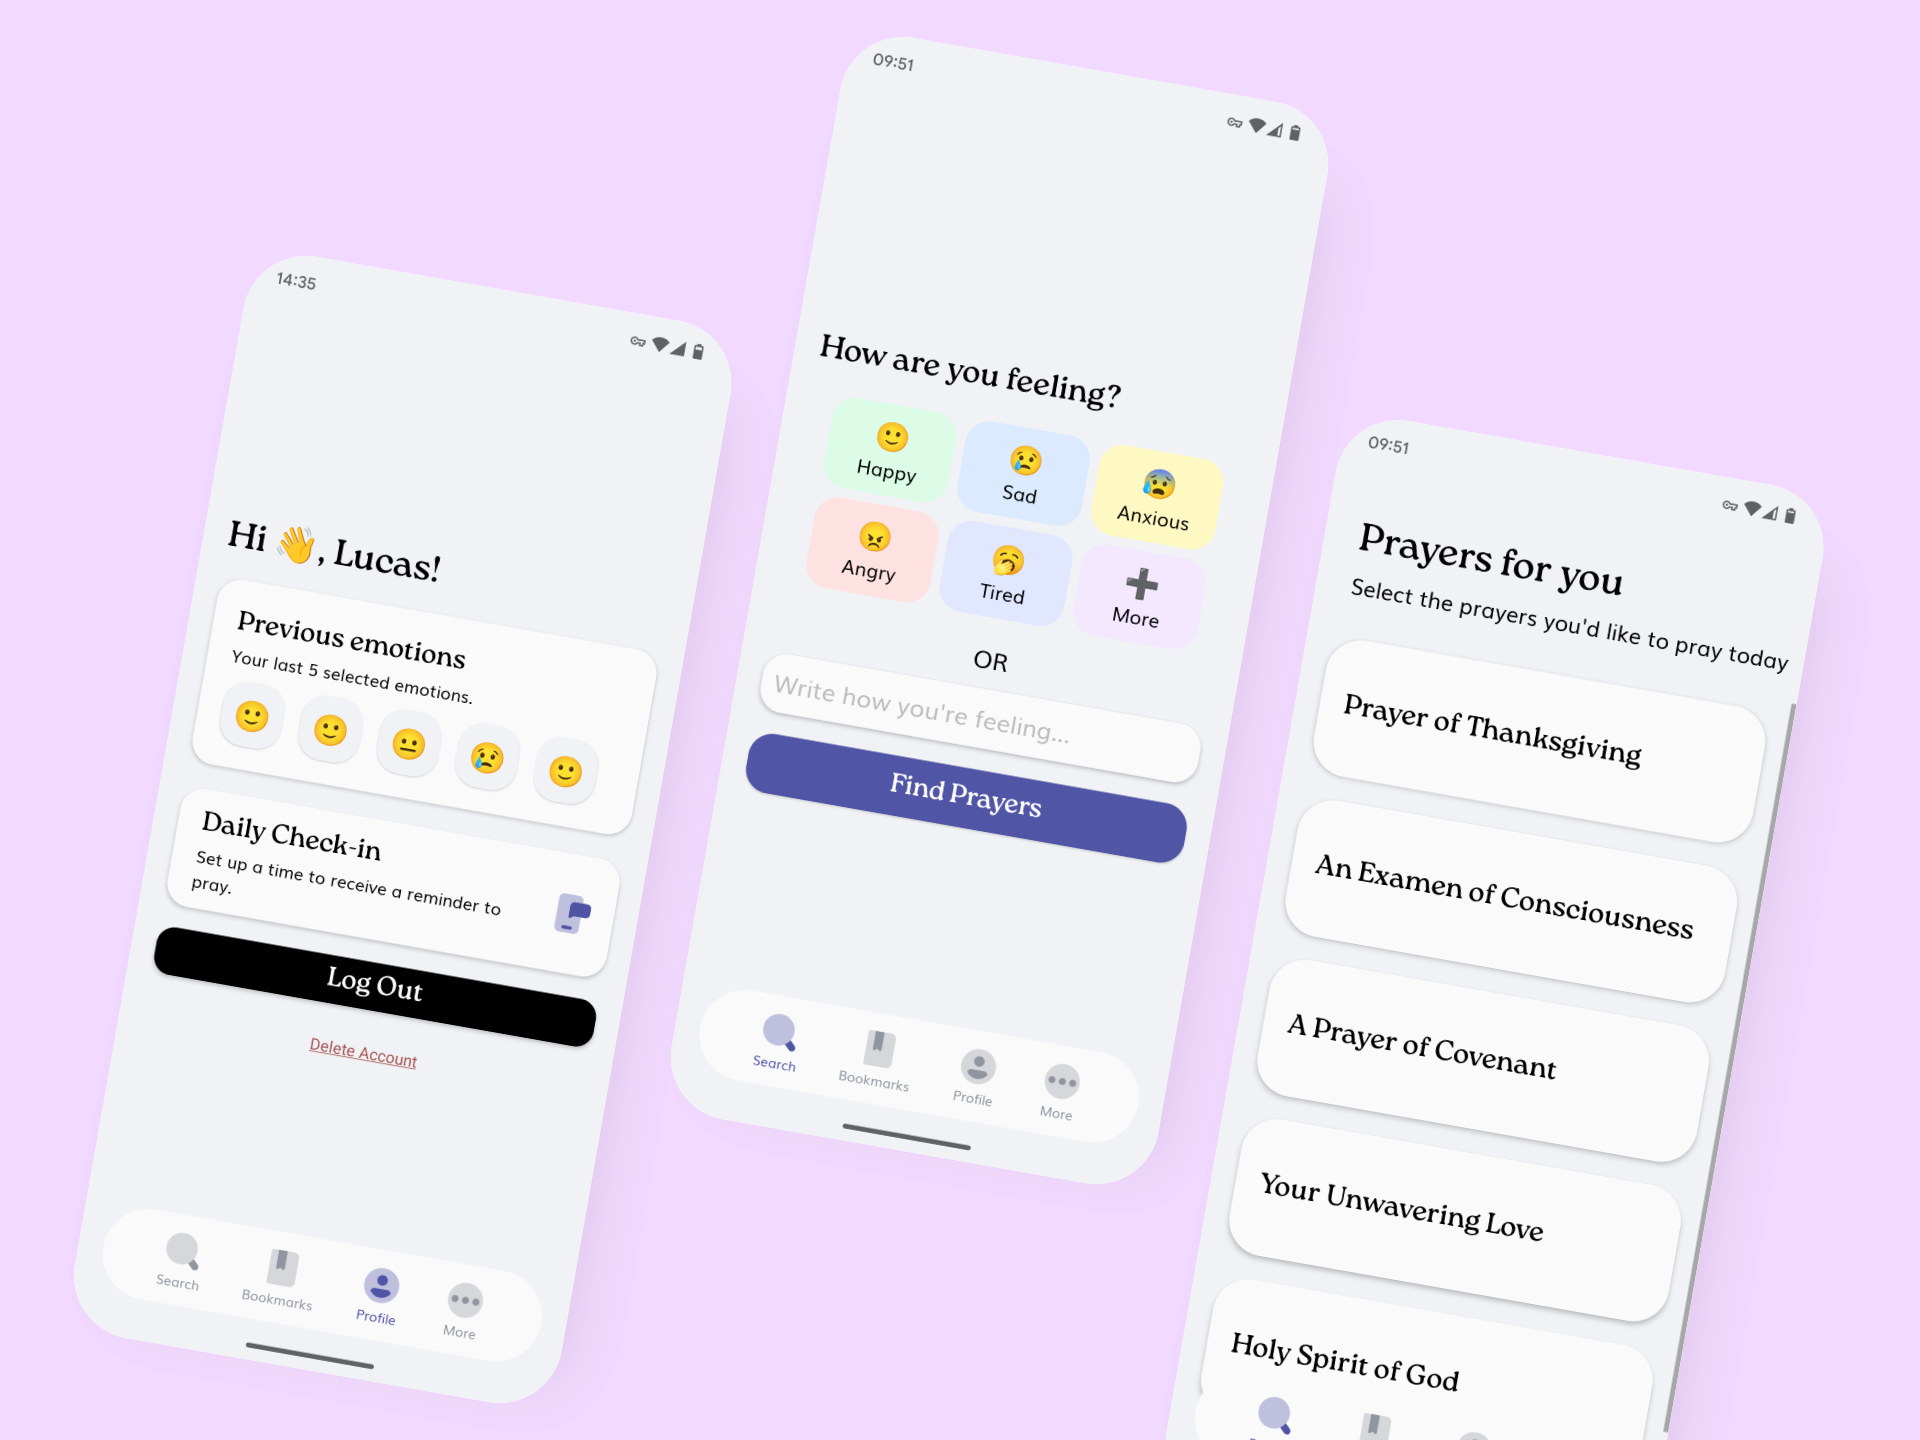 14:35
Hi 👋, Lucas!
Previous emotions
Your last 5 selected emotions.
Daily Check-in
Set up a time to receive a reminder to
pray.
Log Out
Delete Account
Search
Bookmarks
Profile
More
09:51
How are you feeling?
Happy
Sad
Anxious
Angry
Tired
More
OR
Write how you're feeling...
Find Prayers
Search
Bookmarks
Profile
More
09:51
Prayers for you
Select the prayers you'd like to pray today
Prayer of Thanksgiving
An Examen of Consciousness
A Prayer of Covenant
Your Unwavering Love
Holy Spirit of God